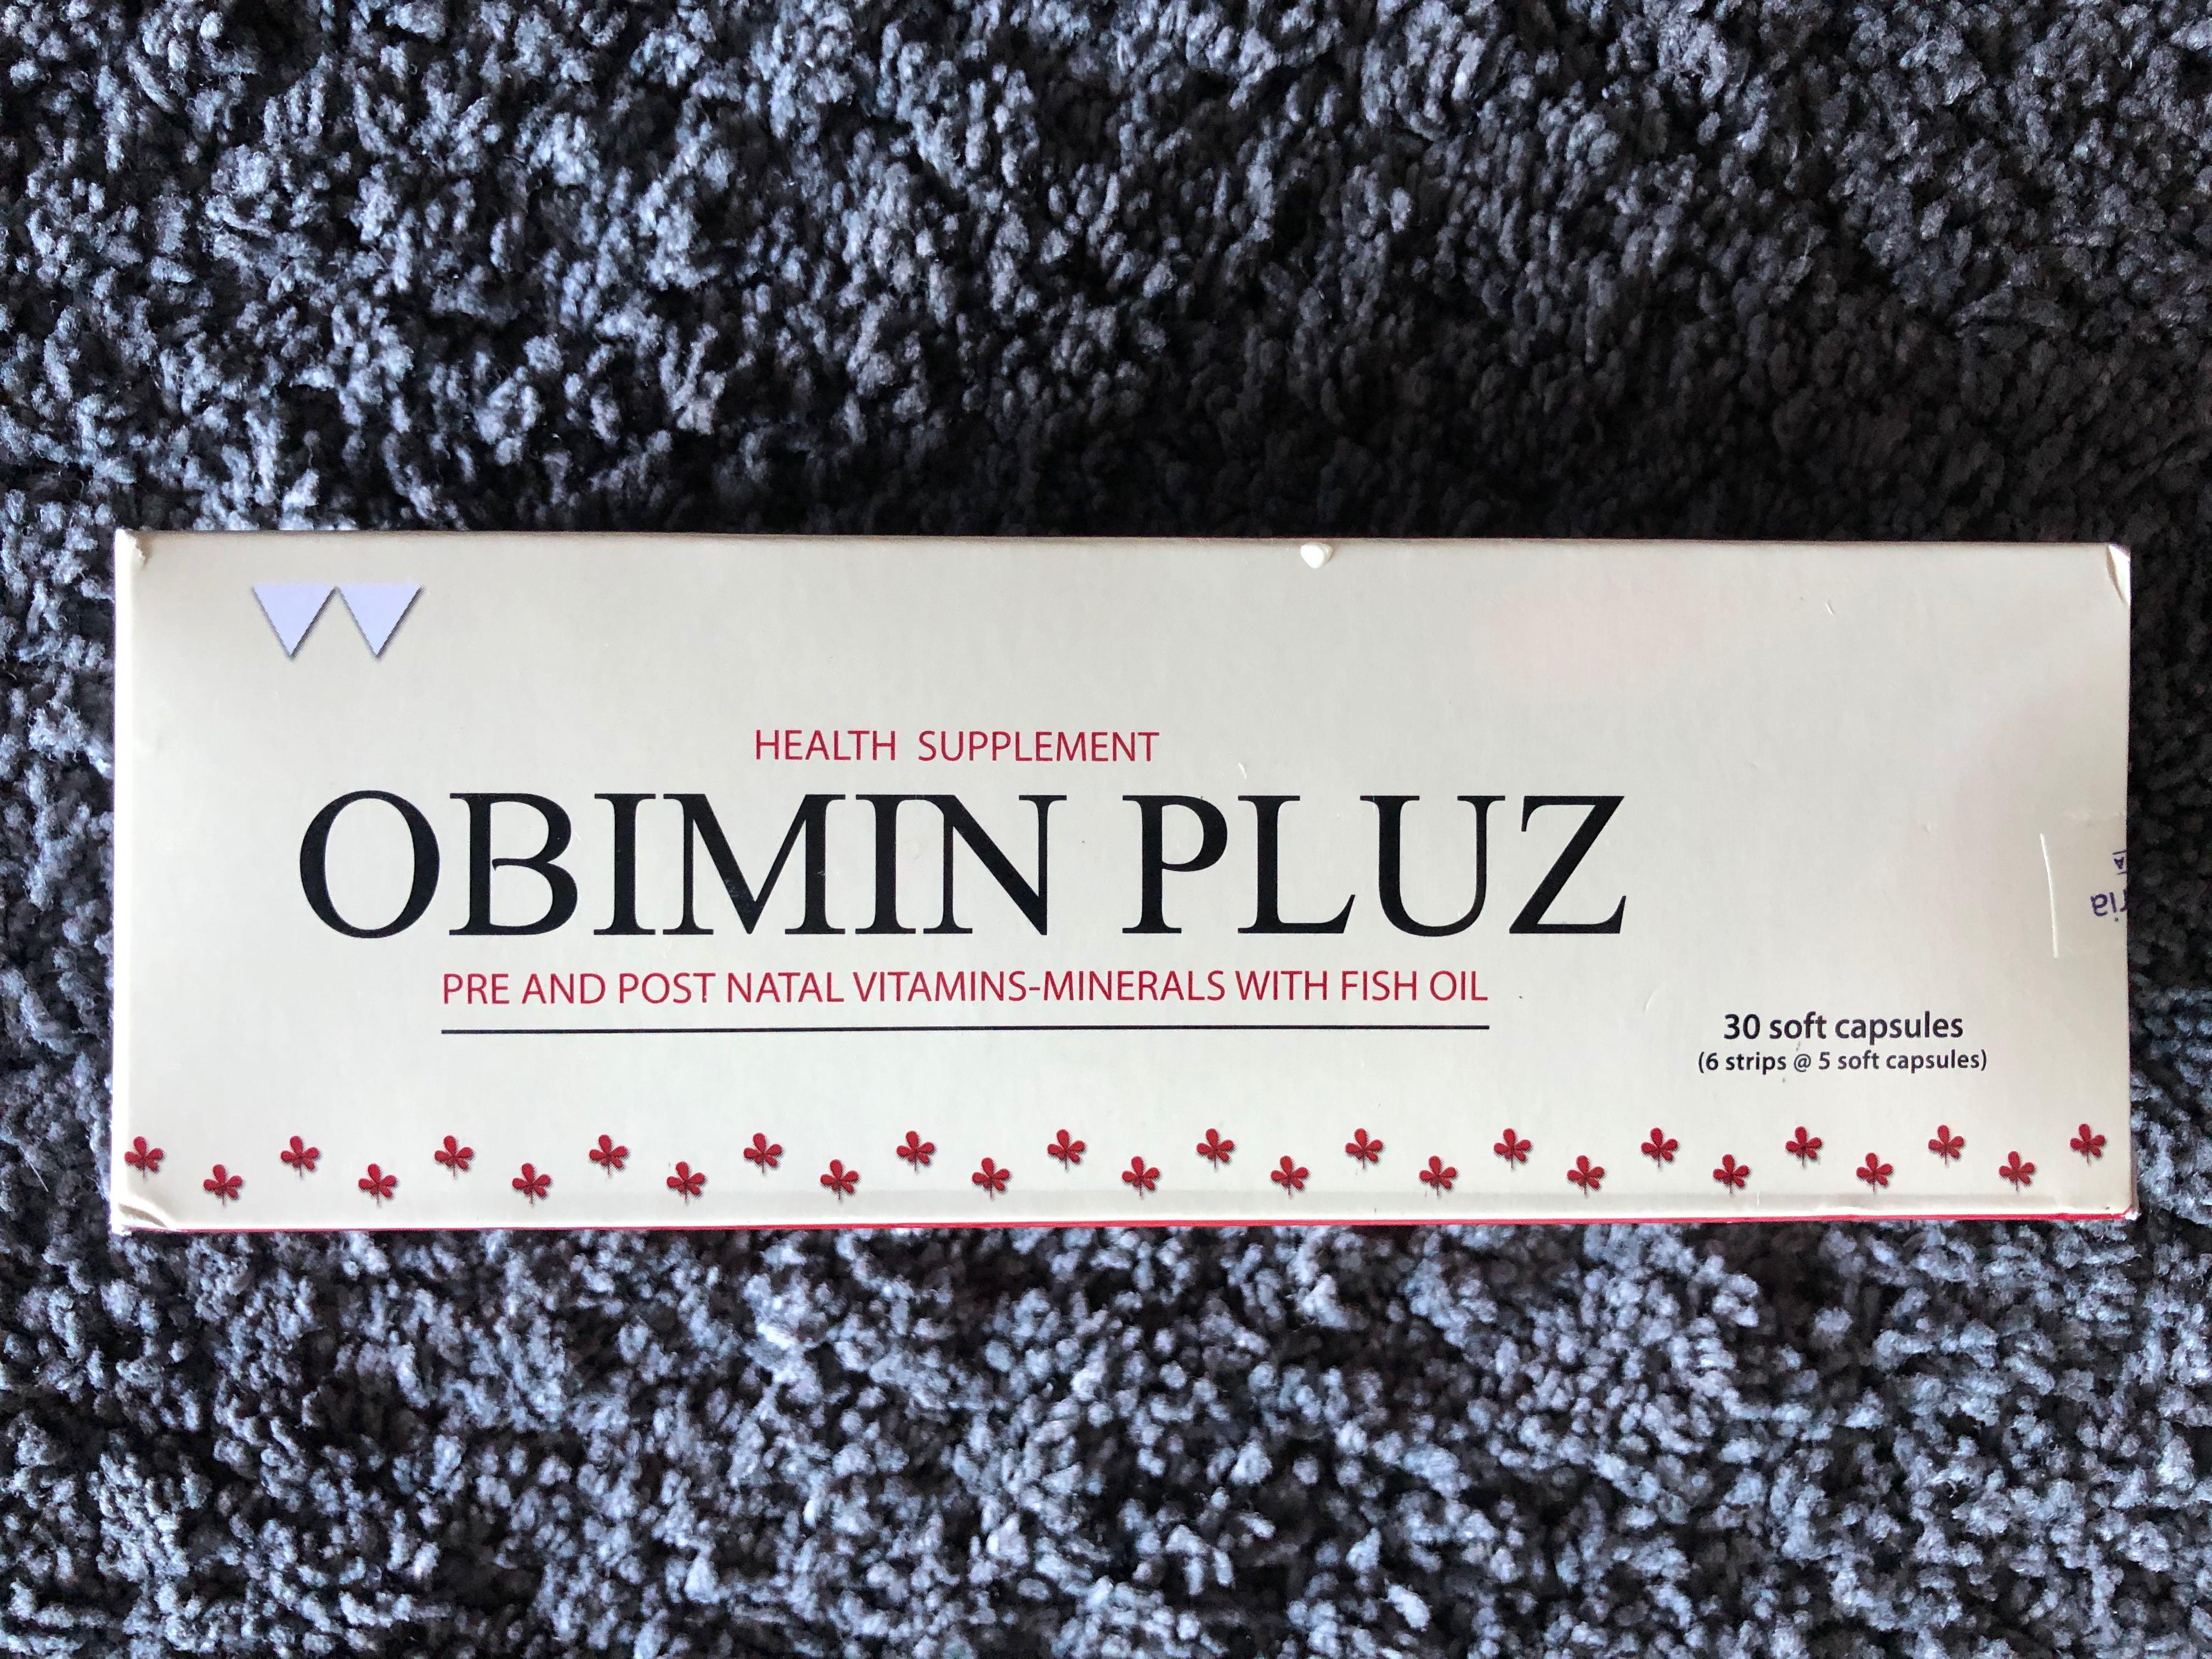 HEALTH SUPPLEMENT
OBIMIN PLUZ
PRE AND POST NATAL VITAMINS-MINERALS WITH FISH OIL
30 soft capsules
(6 strips @ 5 soft capsules)